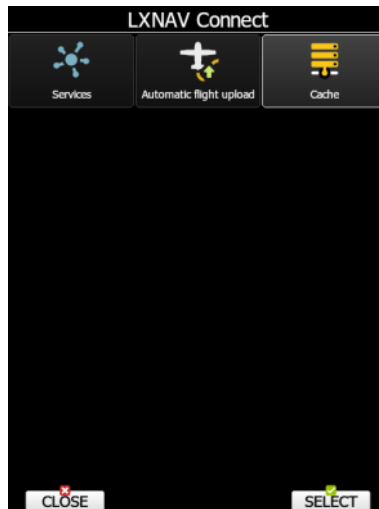 LXNAV Connect
Services
Automatic flight upload
Cache
CLOSE
SELECT